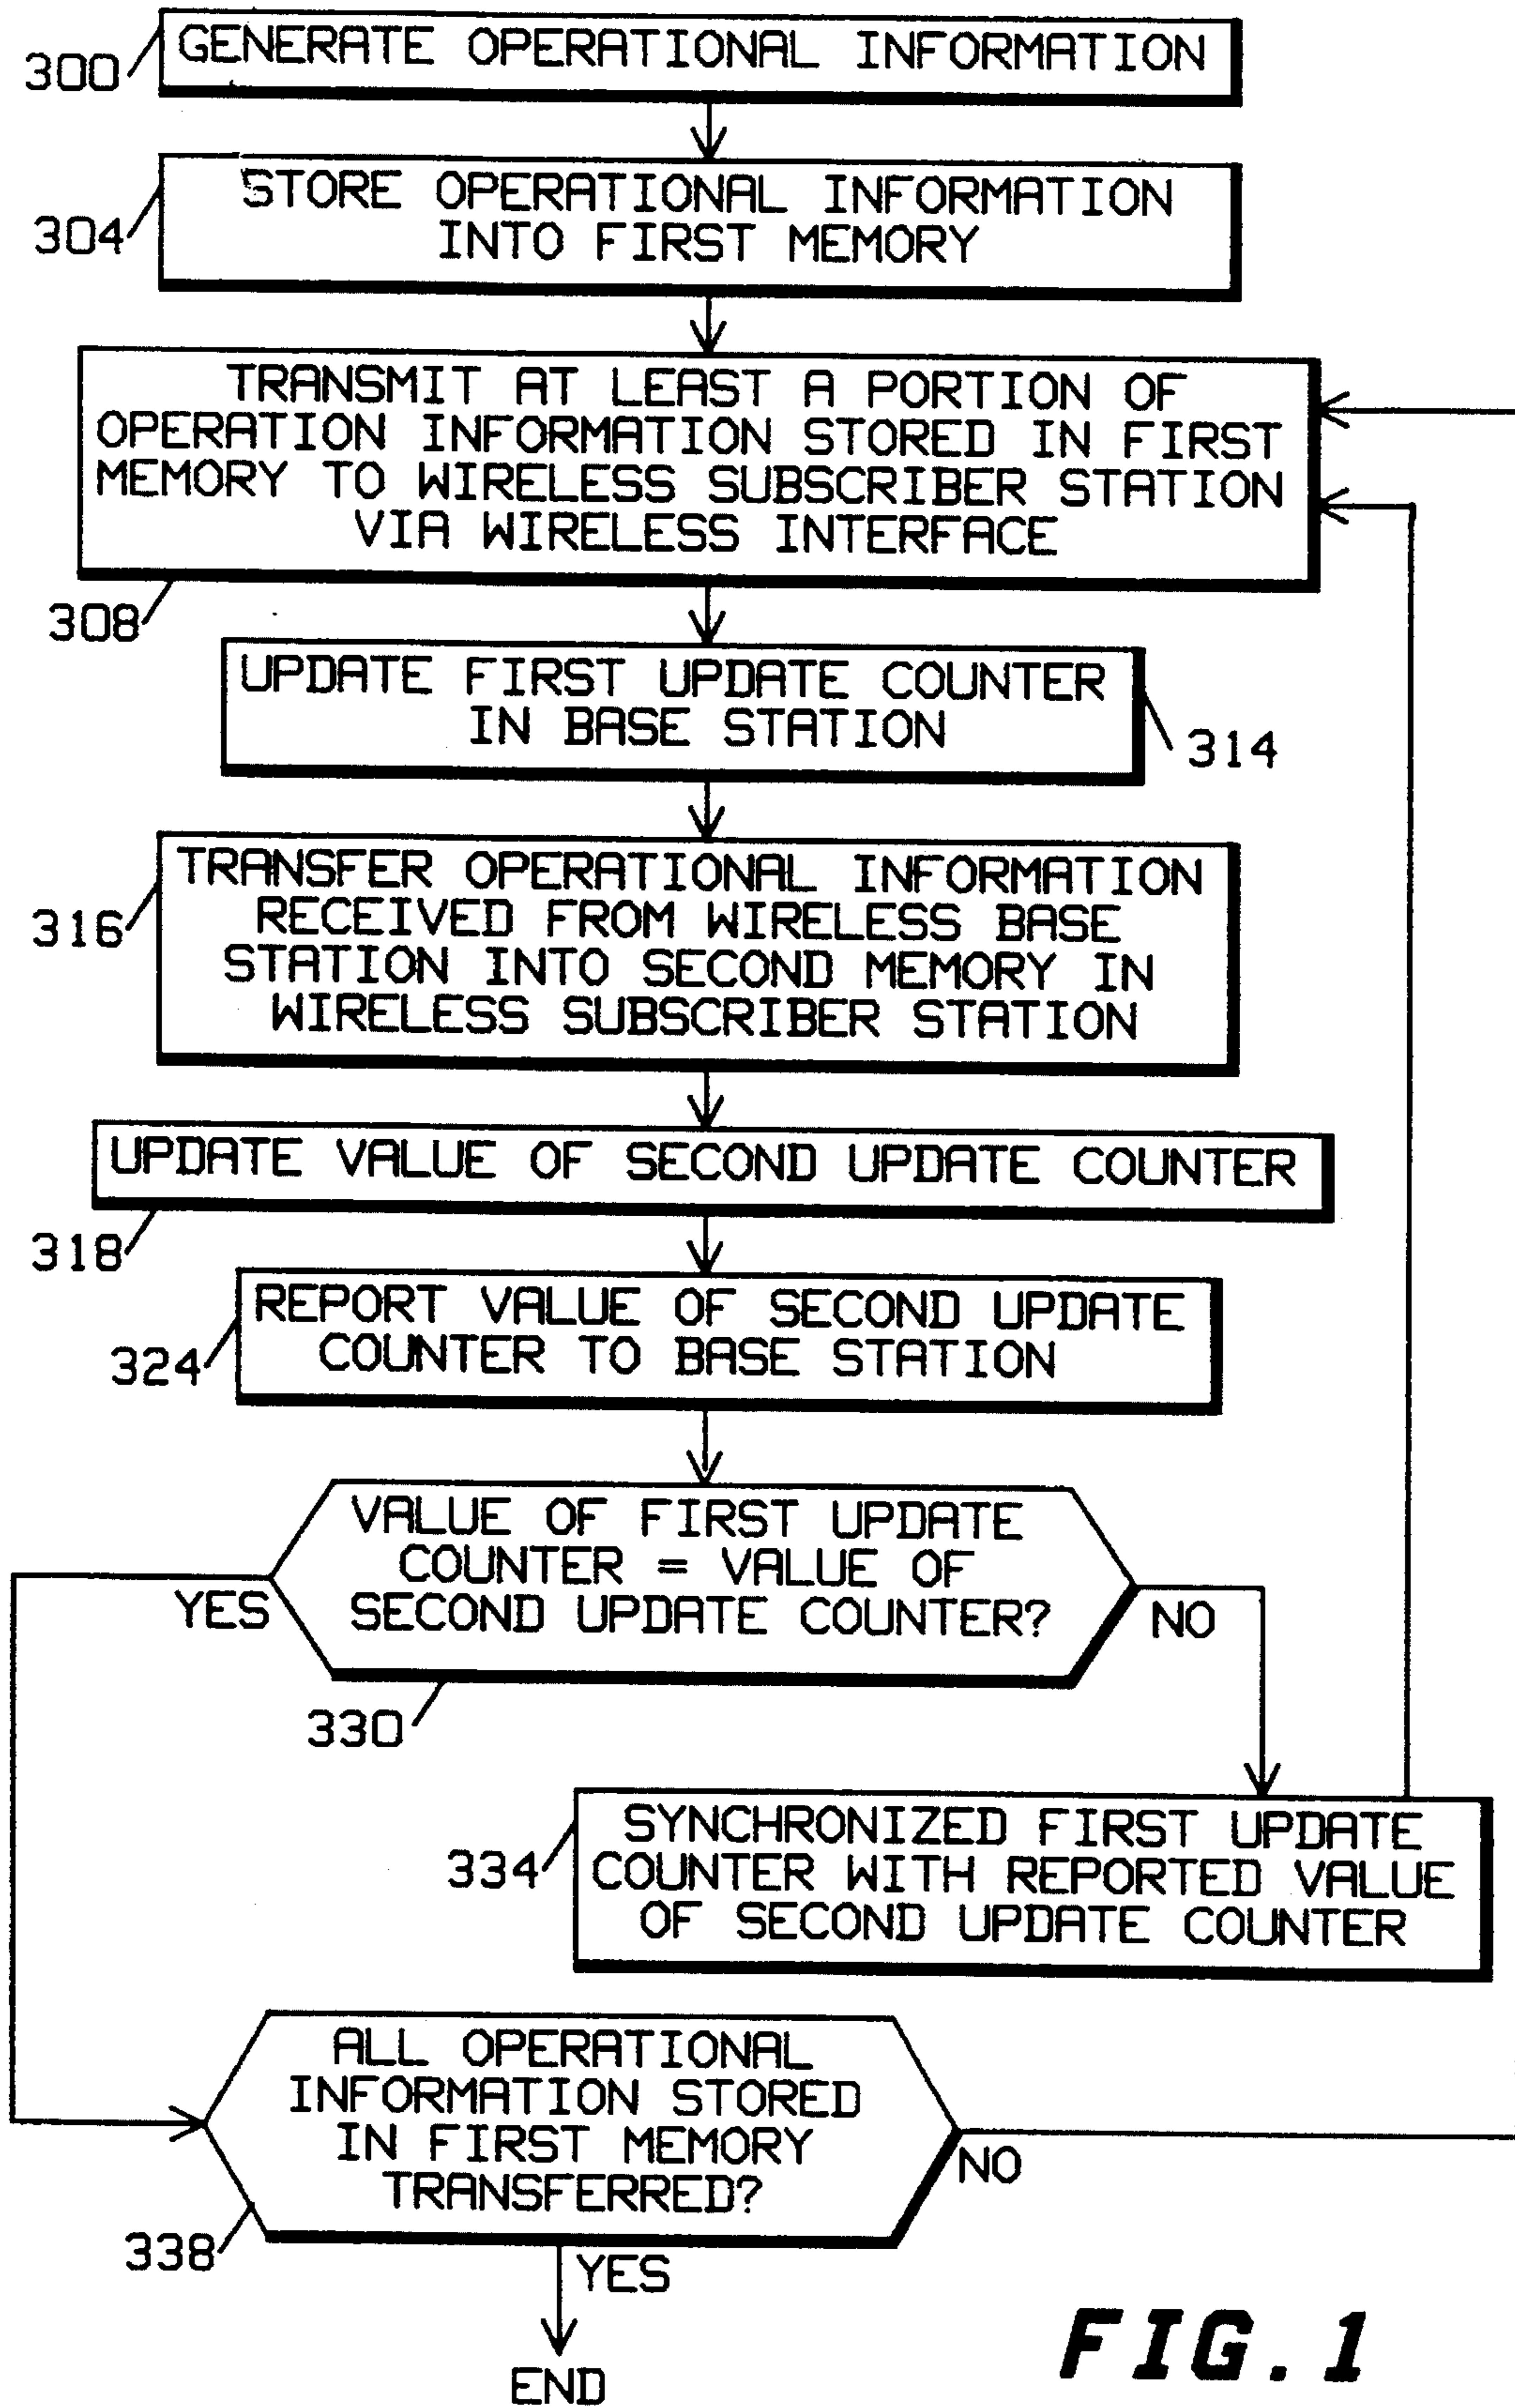 300
GENERATE OPERATIONAL INFORMATION
304
STORE OPERATIONAL INFORMATION
INTO FIRST MEMORY
TRANSMIT AT LEAST A PORTION OF
OPERATION INFORMATION STORED IN FIRST
MEMORY TO WIRELESS SUBSCRIBER STATION
VIA WIRELESS INTERFACE
308
UPDATE FIRST UPDATE COUNTER
IN BASE STATION
314
316
TRANSFER OPERATIONAL INFORMATION
RECEIVED FROM WIRELESS BASE
STATION INTO SECOND MEMORY IN
WIRELESS SUBSCRIBER STATION
UPDATE VALUE OF SECOND UPDATE COUNTER
318
REPORT VALUE OF SECOND UPDATE
COUNTER TO BASE STATION
324
VALUE OF FIRST UPDATE
COUNTER = VALUE OF
SECOND UPDATE COUNTER?
YES
NO
330
334
SYNCHRONIZED FIRST UPDATE
COUNTER WITH REPORTED VALUE
OF SECOND UPDATE COUNTER
ALL OPERATIONAL
INFORMATION STORED
IN FIRST MEMORY
TRANSFERRED?
NO
338
YES
END
FIG. 1